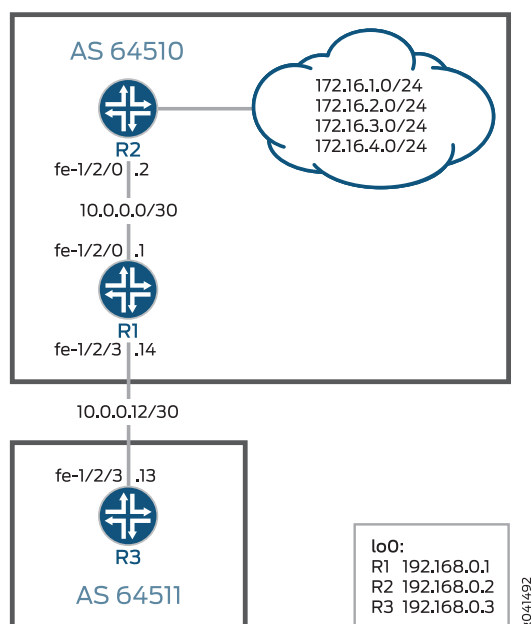 AS 64510
172.16.1.0/24
172.16.2.0/24
172.16.3.0/24
172.16.4.0/24
R2
fe-1/2/0 .2
10.0.0.0/30
fe-1/2/0 .1
R1
fe-1/2/3 .14
10.0.0.12/30
fe-1/2/3 .13
R3
AS 64511
lo0:
R1 192.168.0.1
R2 192.168.0.2
R3 192.168.0.3